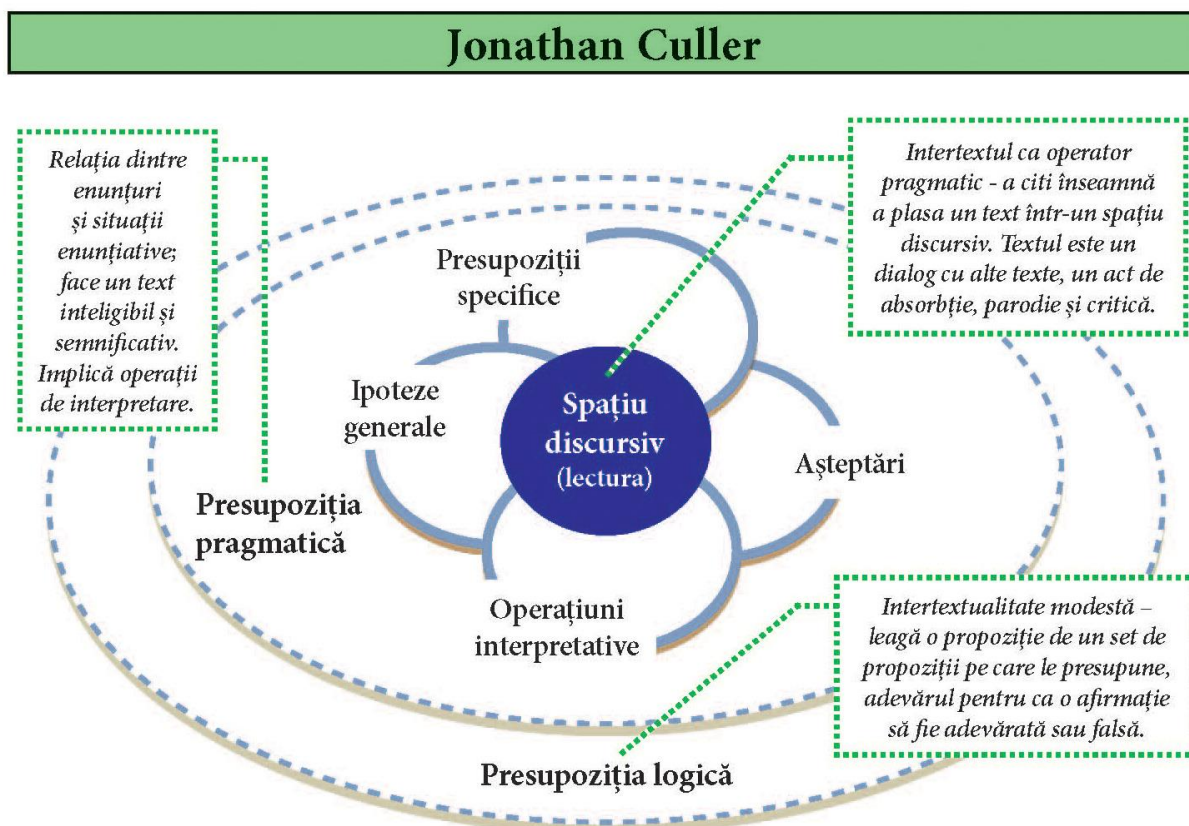 Jonathan Culler
Relația dintre
enunțuri
și situații
enunțiative;
face un text
inteligibil și
semnificativ.
Implică operații
de interpretare.
Intertextul ca operator
pragmatic - a citi înseamnă
a plasa un text într-un spațiu
discursiv. Textul este un
dialog cu alte texte, un act de
absorbție, parodie și critică.
Presupoziții
specifice
Ipoteze
generale
Spațiu
discursiv
(lectura)
Așteptări
Presupoziția
pragmatică
Operațiuni
interpretative
Intertextualitate modestă –
leagă o propoziție de un set de
propoziții pe care le presupune,
adevărul pentru ca o afirmație
să fie adevărată sau falsă.
Presupoziția logică